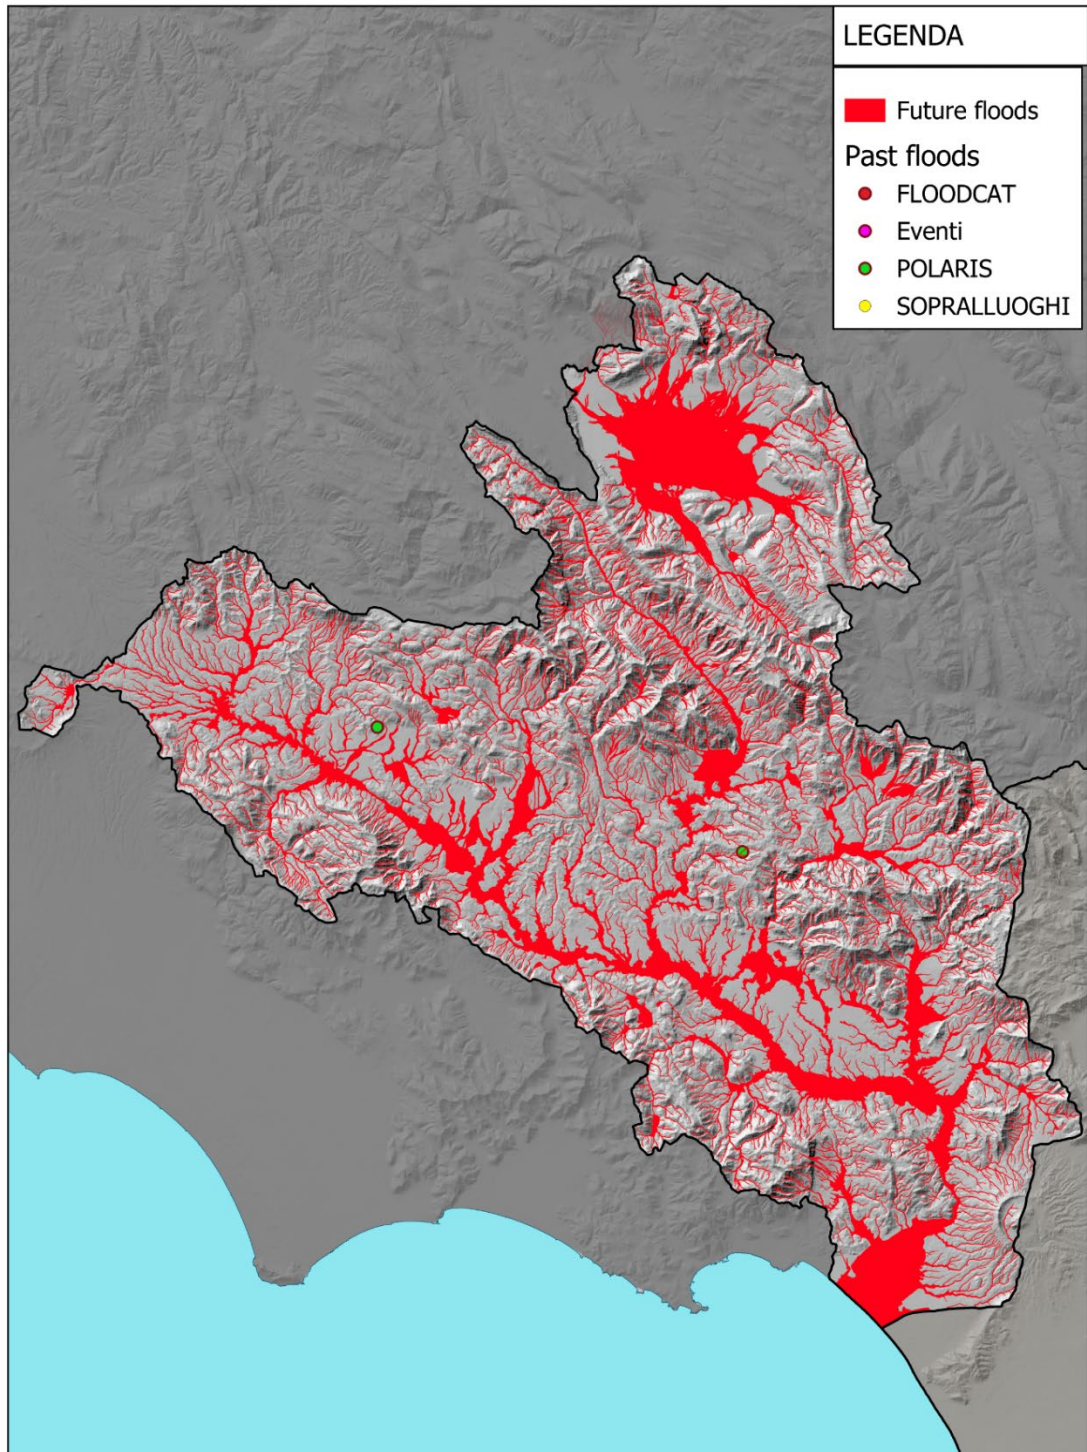 LEGENDA
Future floods
Past floods
FLOODCAT
Eventi
POLARIS
SOPRALLUOGHI